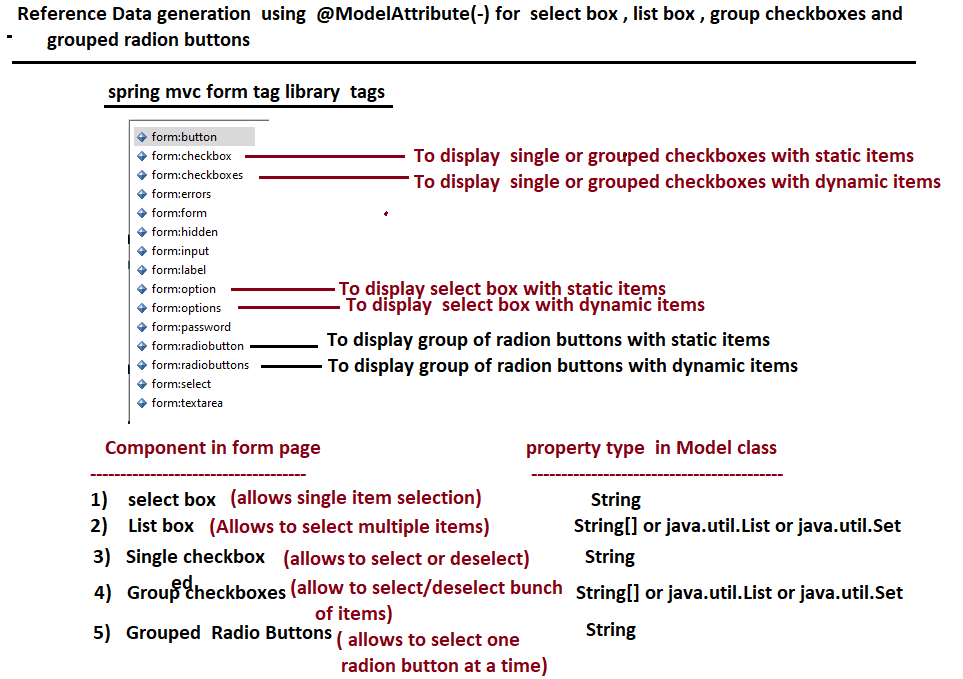 Reference Data generation using @ModelAttribute(-) for select box , list box , group checkboxes and
- grouped radion buttons
spring mvc form tag library tags
form:button
form:checkbox To display single or grouped checkboxes with static items
form:checkboxes To display single or grouped checkboxes with dynamic items
form:errors
form:form
form:hidden
form:input
form:label
form:option To display select box with static items
form:options To display select box with dynamic items
form:password
form:radiobutton To display group of radion buttons with static items
form:radiobuttons To display group of radion buttons with dynamic items
form:select
form:textarea
Component in form page property type in Model class
------------------------------------ ------------------------------------------
1) select box (allows single item selection) String
2) List box (Allows to select multiple items) String[] or java.util.List or java.util.Set
3) Single checkbox (allows to select or deselect) String
ed
4) Group checkboxes (allow to select/deselect bunch String[] or java.util.List or java.util.Set
of items)
5) Grouped Radio Buttons ( allows to select one String
radion button at a time)